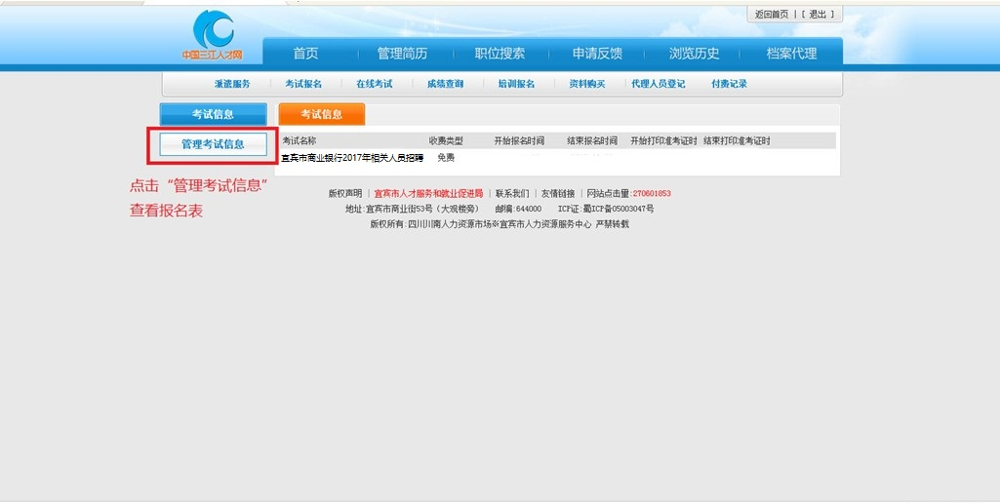 返回首页 | [ 退出 ]
中国三江人才网
首页 管理简历 职位搜索 申请反馈 浏览历史 档案代理
派遣服务 考试报名 在线考试 成绩查询 培训报名 资料购买 代理人员登记 付费记录
考试信息
考试信息
管理考试信息
考试名称 收费类型 开始报名时间 结束报名时间 开始打印准考证时 结束打印准考证时
宜宾市商业银行2017年相关人员招聘 免费
点击“管理考试信息”
查看报名表
版权声明 | 宜宾市人才服务和就业促进局 | 联系我们 | 友情链接 | 网站点击量:270601853
地址:宜宾市商业街53号（大观楼旁） 邮编:644000 ICP证:蜀ICP备05003047号
版权所有:四川川南人力资源市场※宜宾市人力资源服务中心 严禁转载